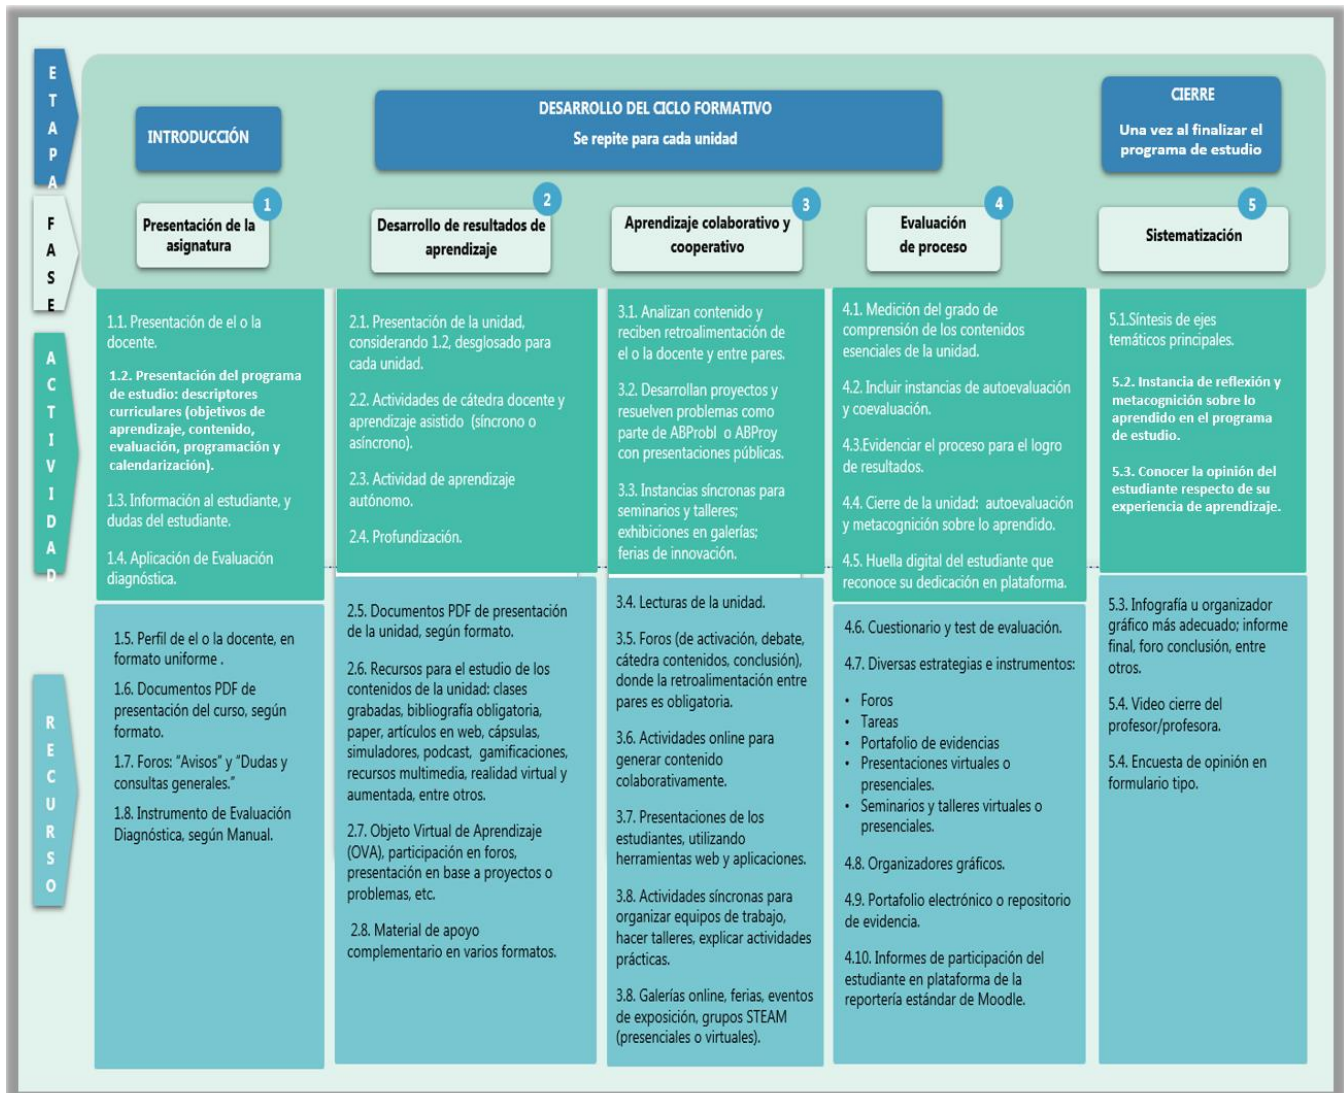 ETAPA
INTRODUCCIÓN
DESARROLLO DEL CICLO FORMATIVO
Se repite para cada unidad
CIERRE
Una vez al finalizar el
programa de estudio
FASE
1
Presentación de la
asignatura
2
Desarrollo de resultados de
aprendizaje
3
Aprendizaje colaborativo y
cooperativo
4
Evaluación
de proceso
5
Sistematización
ACTIVIDAD
1.1. Presentación de el o la
docente.
1.2. Presentación del programa
de estudio: descriptores
curriculares (objetivos de
aprendizaje, contenido,
evaluación, programación y
calendarización).
1.3. Información al estudiante, y
dudas del estudiante.
1.4. Aplicación de Evaluación
diagnóstica.
2.1. Presentación de la unidad,
considerando 1.2, desglosado para
cada unidad.
2.2. Actividades de cátedra docente y
aprendizaje asistido (síncrono o
asíncrono).
2.3. Actividad de aprendizaje
autónomo.
2.4. Profundización.
3.1. Analizan contenido y
reciben retroalimentación de
el o la docente y entre pares.
3.2. Desarrollan proyectos y
resuelven problemas como
parte de ABProbl o ABProy
con presentaciones públicas.
3.3. Instancias síncronas para
seminarios y talleres;
exhibiciones en galerías;
ferias de innovación.
4.1. Medición del grado de
comprensión de los contenidos
esenciales de la unidad.
4.2. Incluir instancias de autoevaluación
y coevaluación.
4.3.Evidenciar el proceso para el logro
de resultados.
4.4. Cierre de la unidad: autoevaluación
y metacognición sobre lo aprendido.
4.5. Huella digital del estudiante que
reconoce su dedicación en plataforma.
5.1.Síntesis de ejes
temáticos principales.
5.2. Instancia de reflexión y
metacognición sobre lo
aprendido en el programa
de estudio.
5.3. Conocer la opinión del
estudiante respecto de su
experiencia de aprendizaje.
RECURSO
1.5. Perfil de el o la docente, en
formato uniforme .
1.6. Documentos PDF de
presentación del curso, según
formato.
1.7. Foros: "Avisos" y "Dudas y
consultas generales."
1.8. Instrumento de Evaluación
Diagnóstica, según Manual.
2.5. Documentos PDF de presentación
de la unidad, según formato.
2.6. Recursos para el estudio de los
contenidos de la unidad: clases
grabadas, bibliografía obligatoria,
paper, artículos en web, cápsulas,
simuladores, podcast, gamificaciones,
recursos multimedia, realidad virtual y
aumentada, entre otros.
2.7. Objeto Virtual de Aprendizaje
(OVA), participación en foros,
presentación en base a proyectos o
problemas, etc.
2.8. Material de apoyo
complementario en varios formatos.
3.4. Lecturas de la unidad.
3.5. Foros (de activación, debate,
cátedra contenidos, conclusión),
donde la retroalimentación entre
pares es obligatoria.
3.6. Actividades online para
generar contenido
colaborativamente.
3.7. Presentaciones de los
estudiantes, utilizando
herramientas web y aplicaciones.
3.8. Actividades síncronas para
organizar equipos de trabajo,
hacer talleres, explicar actividades
prácticas.
3.8. Galerías online, ferias, eventos
de exposición, grupos STEAM
(presenciales o virtuales).
4.6. Cuestionario y test de evaluación.
4.7. Diversas estrategias e instrumentos:
• Foros
• Tareas
• Portafolio de evidencias
• Presentaciones virtuales o
presenciales.
• Seminarios y talleres virtuales o
presenciales.
4.8. Organizadores gráficos.
4.9. Portafolio electrónico o repositorio
de evidencia.
4.10. Informes de participación del
estudiante en plataforma de la
reportería estándar de Moodle.
5.3. Infografía u organizador
gráfico más adecuado; informe
final, foro conclusión, entre
otros.
5.4. Video cierre del
profesor/profesora.
5.4. Encuesta de opinión en
formulario tipo.